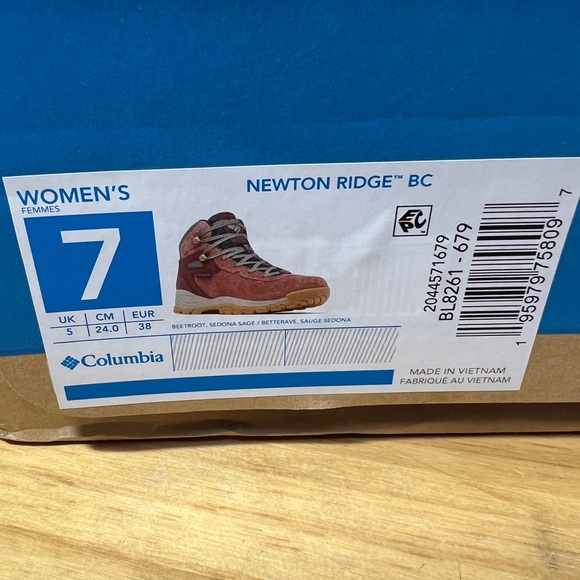 WOMEN'S
FEMMES
NEWTON RIDGE™ BC
7
UK CM EUR
5 24.0 38
BEETROOT, SEDONA SAGE / BETTERAVE, SAUGE SEDONA
Columbia
EPC
2044571679
BL8261 - 679
1 95979 75809 7
MADE IN VIETNAM
FABRIQUÉ AU VIETNAM